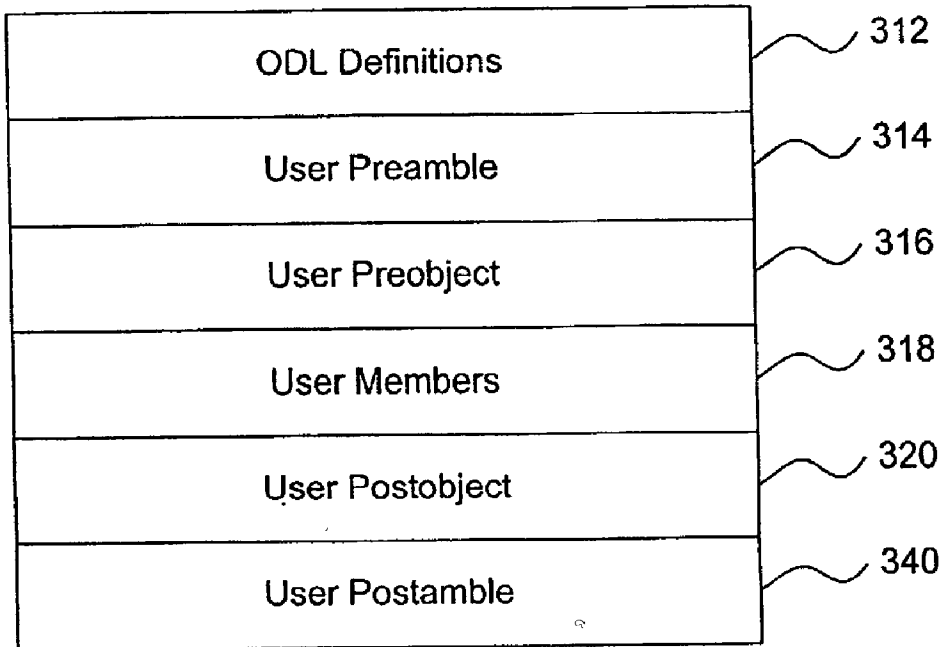 ODL Definitions 312
User Preamble 314
User Preobject 316
User Members 318
User Postobject 320
User Postamble 340